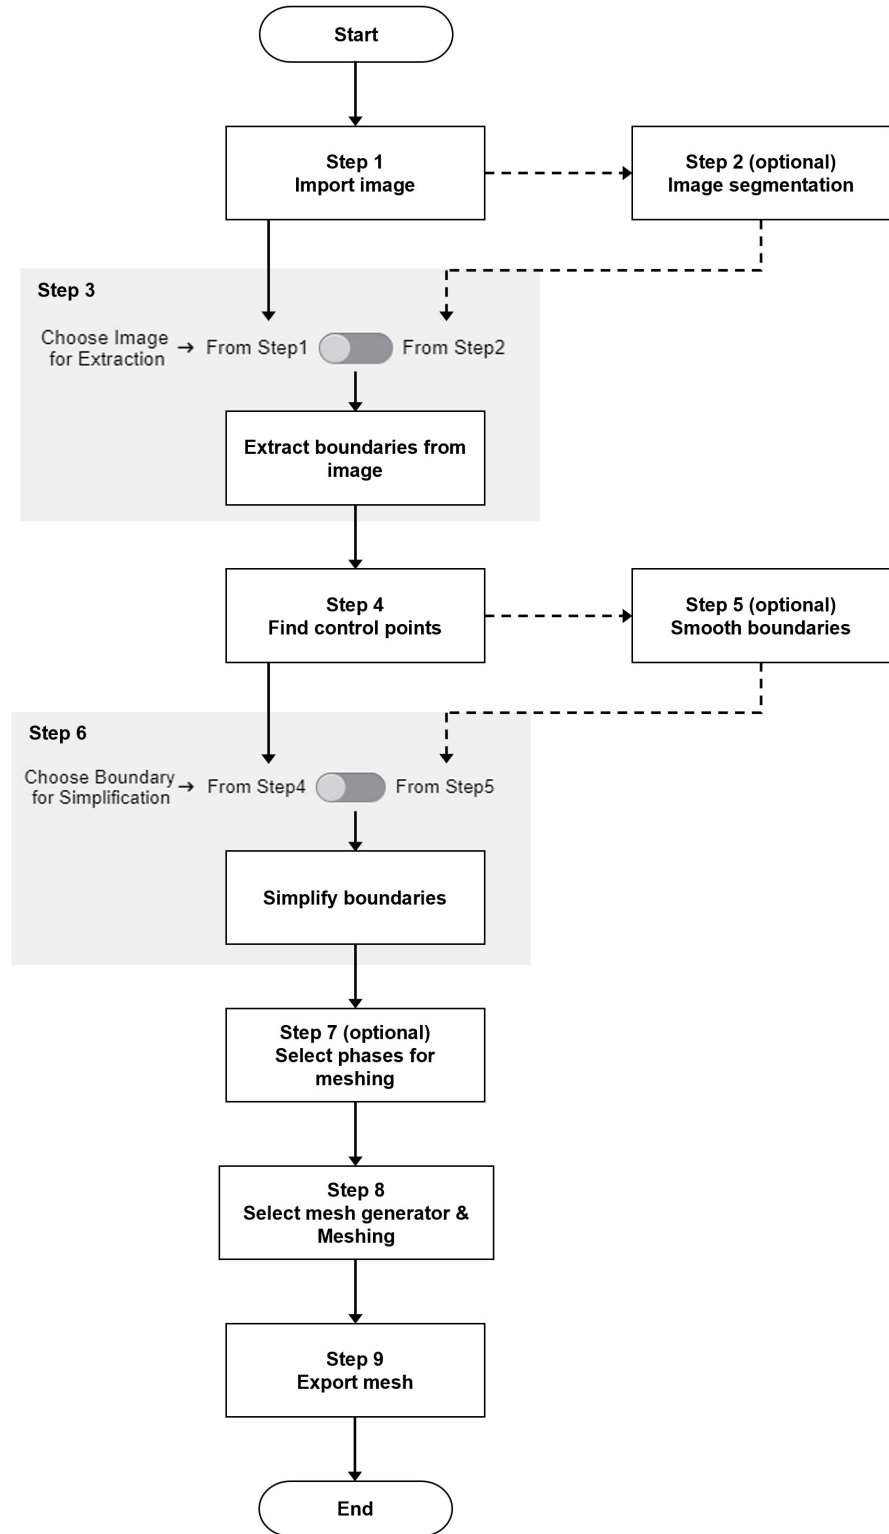 Start
Step 1
Import image
Step 2 (optional)
Image segmentation
Step 3
Choose Image
for Extraction
→ From Step1
From Step2
Extract boundaries from
image
Step 4
Find control points
Step 5 (optional)
Smooth boundaries
Step 6
Choose Boundary
for Simplification
→ From Step4
From Step5
Simplify boundaries
Step 7 (optional)
Select phases for
meshing
Step 8
Select mesh generator &
Meshing
Step 9
Export mesh
End